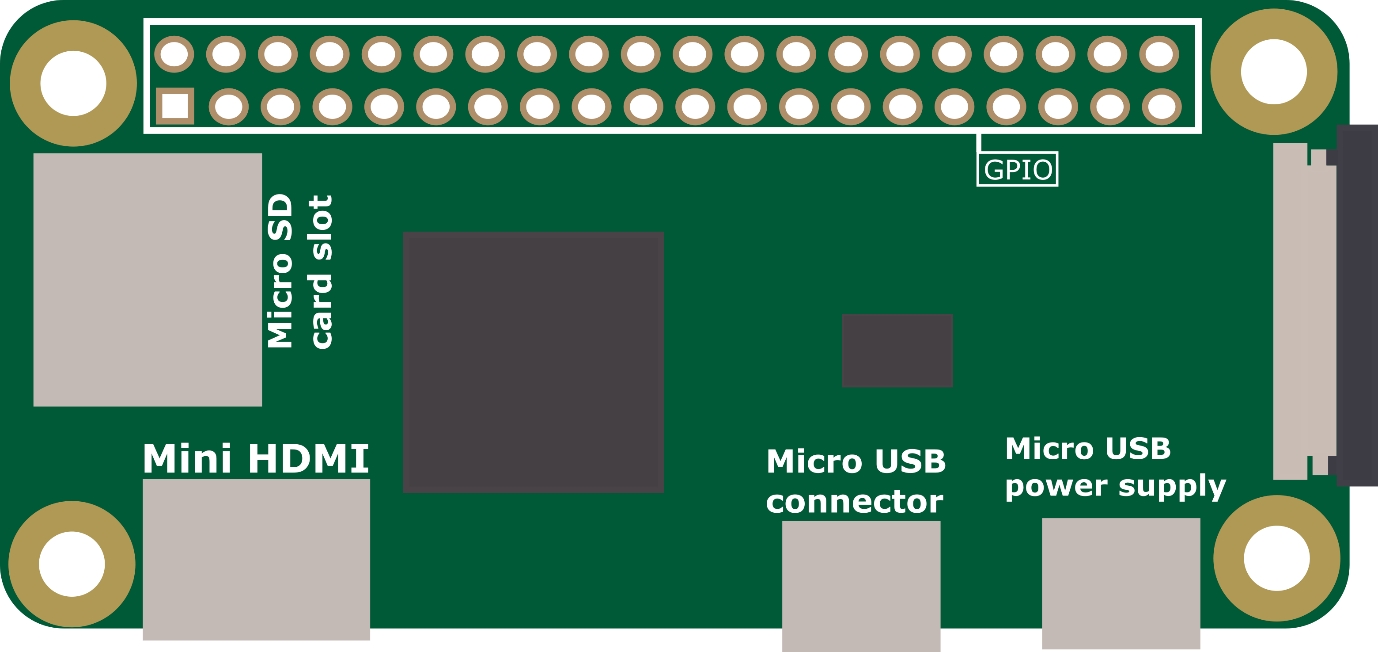 GPIO
Micro SD
card slot
Mini HDMI
Micro USB
connector
Micro USB
power supply